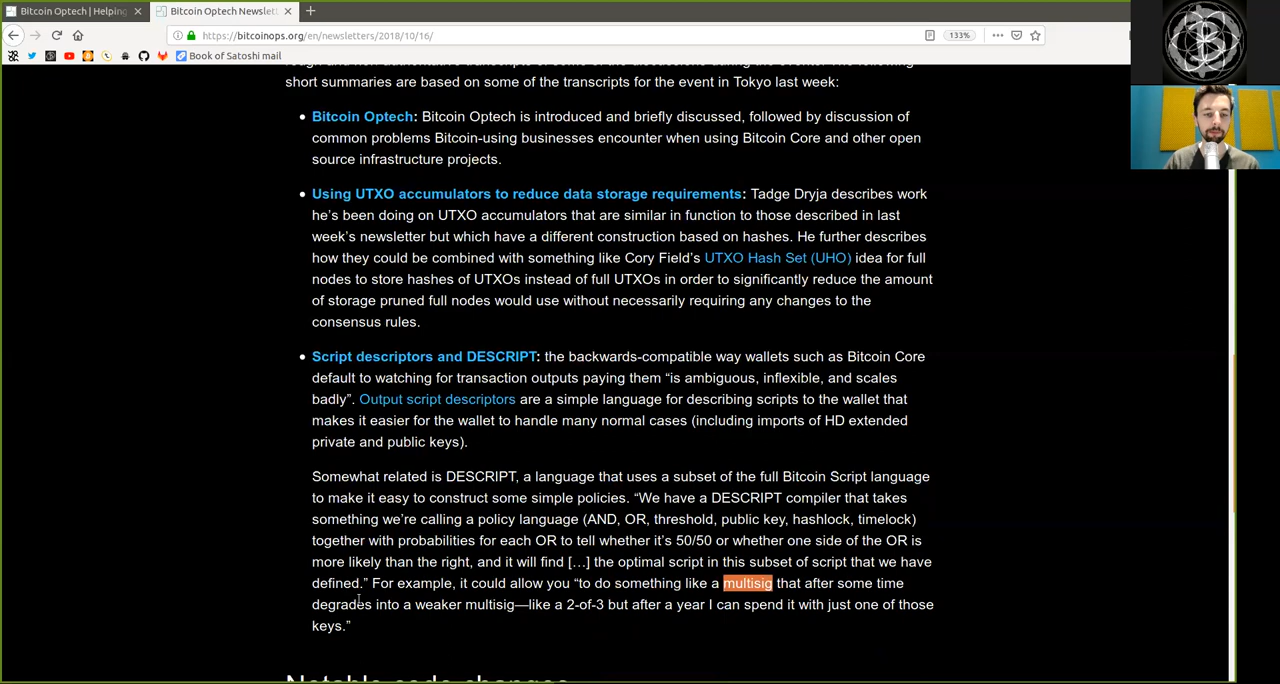 Bitcoin Optech | Helping
Bitcoin Optech Newslett
https://bitcoinops.org/en/newsletters/2018/10/16/
133%
Book of Satoshi mail
short summaries are based on some of the transcripts for the event in Tokyo last week:
• Bitcoin Optech: Bitcoin Optech is introduced and briefly discussed, followed by discussion of
common problems Bitcoin-using businesses encounter when using Bitcoin Core and other open
source infrastructure projects.
• Using UTXO accumulators to reduce data storage requirements: Tadge Dryja describes work
he's been doing on UTXO accumulators that are similar in function to those described in last
week's newsletter but which have a different construction based on hashes. He further describes
how they could be combined with something like Cory Field's UTXO Hash Set (UHO) idea for full
nodes to store hashes of UTXOs instead of full UTXOs in order to significantly reduce the amount
of storage pruned full nodes would use without necessarily requiring any changes to the
consensus rules.
• Script descriptors and DESCRIPT: the backwards-compatible way wallets such as Bitcoin Core
default to watching for transaction outputs paying them “is ambiguous, inflexible, and scales
badly”. Output script descriptors are a simple language for describing scripts to the wallet that
makes it easier for the wallet to handle many normal cases (including imports of HD extended
private and public keys).
Somewhat related is DESCRIPT, a language that uses a subset of the full Bitcoin Script language
to make it easy to construct some simple policies. “We have a DESCRIPT compiler that takes
something we're calling a policy language (AND, OR, threshold, public key, hashlock, timelock)
together with probabilities for each OR to tell whether it's 50/50 or whether one side of the OR is
more likely than the right, and it will find […] the optimal script in this subset of script that we have
defined.” For example, it could allow you “to do something like a multisig that after some time
degrades into a weaker multisig—like a 2-of-3 but after a year I can spend it with just one of those
keys.”
Notable code changes